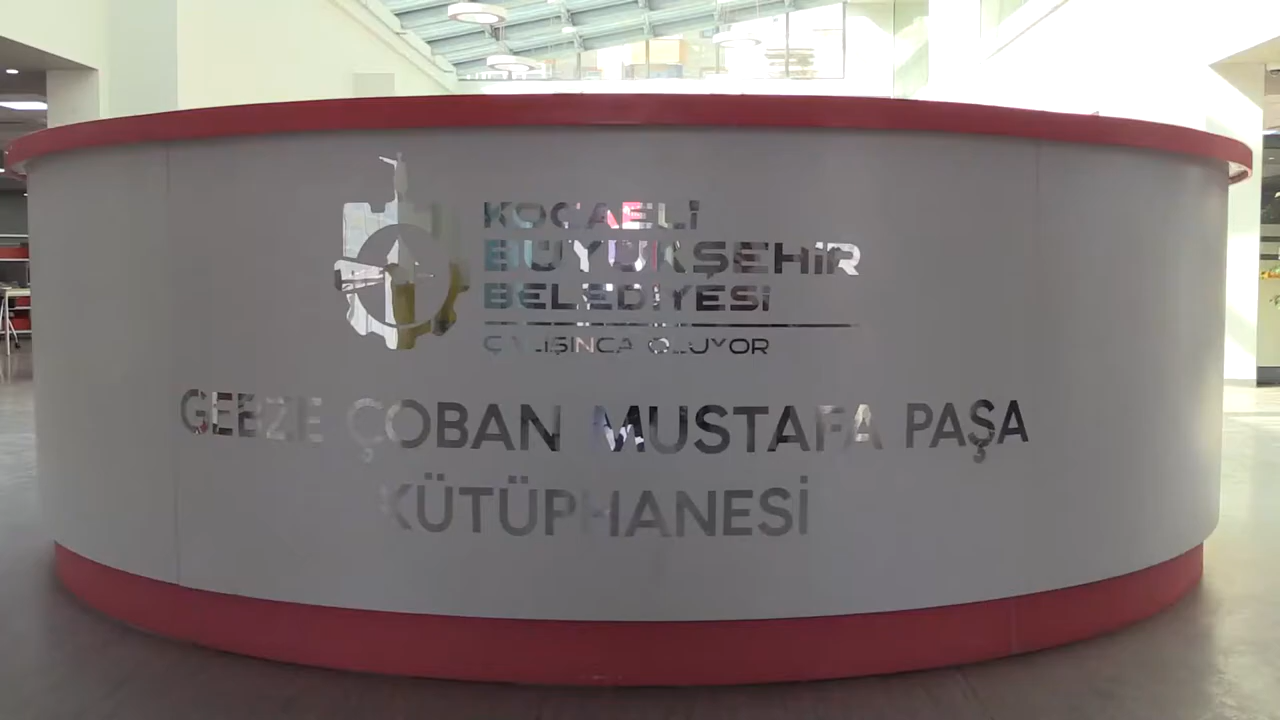 KOCAELİ
BÜYÜKŞEHİR
BELEDİYESİ
ÇALIŞINCA OLUYOR
GEBZE ÇOBAN MUSTAFA PAŞA
KÜTÜPHANESİ